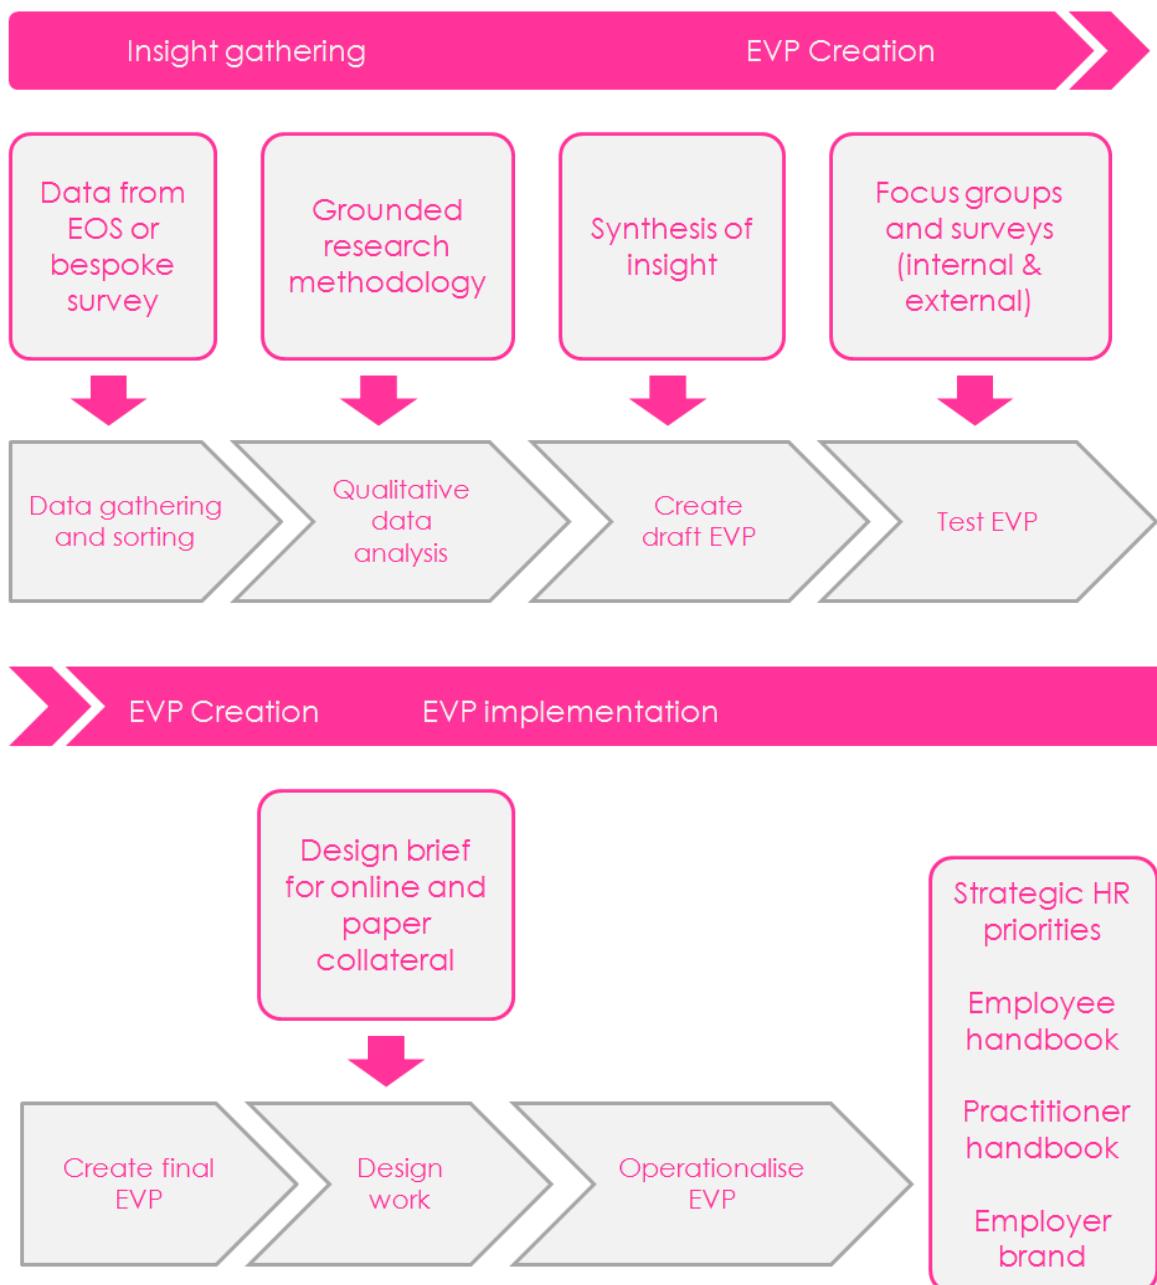 Insight gathering
EVP Creation
Data from
EOS or
bespoke
survey
Grounded
research
methodology
Synthesis of
insight
Focus groups
and surveys
(internal &
external)
Data gathering
and sorting
Qualitative
data
analysis
Create
draft EVP
Test EVP
EVP Creation
EVP implementation
Design brief
for online and
paper
collateral
Create final
EVP
Design
work
Operationalise
EVP
Strategic HR
priorities
Employee
handbook
Practitioner
handbook
Employer
brand